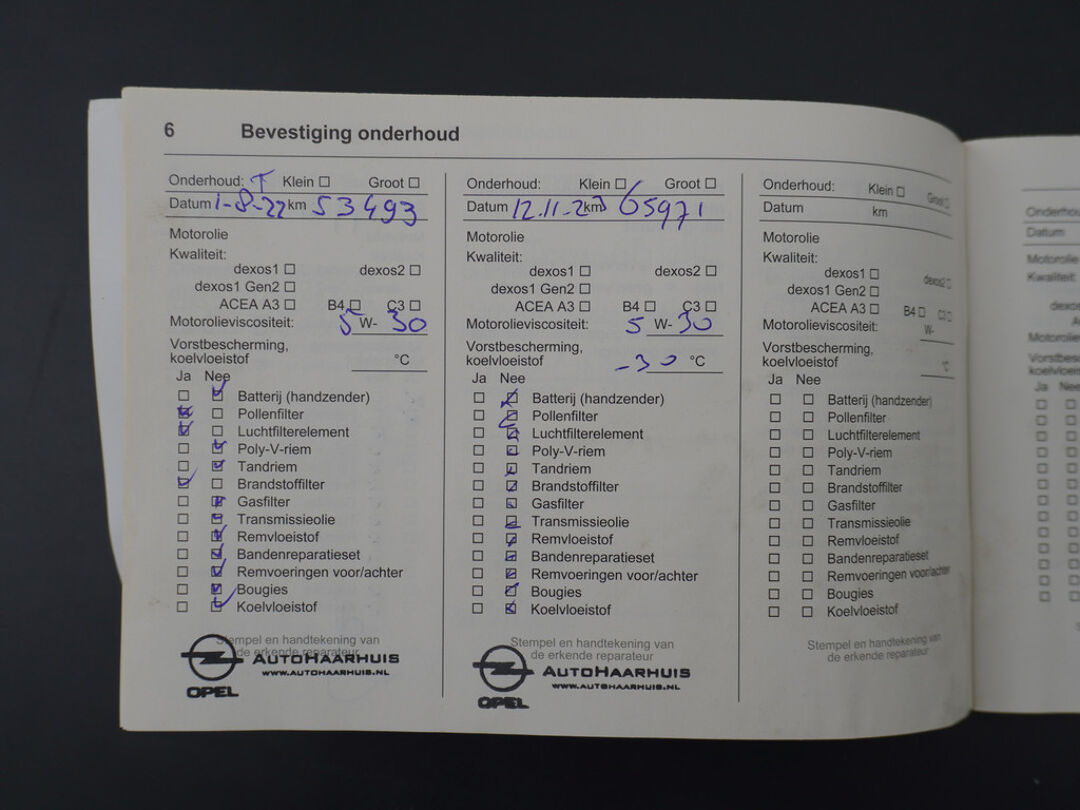 6 Bevestiging onderhoud
Onderhoud: T Klein ☐ Groot ☐
Datum 1-8-22 km 53493
Motorolie
Kwaliteit:
dexos1 ☐ dexos2 ☐
dexos1 Gen2 ☐
ACEA A3 ☐ B4 ☐ C3 ☐
Motorolieviscositeit: 5 W- 30
Vorstbescherming,
koelvloeistof °C
Ja Nee
Batterij (handzender)
Pollenfilter
Luchtfilterelement
Poly-V-riem
Tandriem
Brandstoffilter
Gasfilter
Transmissieolie
Remvloeistof
Bandenreparatieset
Remvoeringen voor/achter
Bougies
Koelvloeistof
Stempel en handtekening van
de erkende reparateur
AUTOHAARHUIS
WWW.AUTOHAARHUIS.NL
OPEL
Onderhoud: Klein ☐ Groot ☐
Datum 12.11.23 km 65971
Motorolie
Kwaliteit:
dexos1 ☐ dexos2 ☐
dexos1 Gen2 ☐
ACEA A3 ☐ B4 ☐ C3 ☐
Motorolieviscositeit: 5 W- 30
Vorstbescherming,
koelvloeistof -30 °C
Ja Nee
Batterij (handzender)
Pollenfilter
Luchtfilterelement
Poly-V-riem
Tandriem
Brandstoffilter
Gasfilter
Transmissieolie
Remvloeistof
Bandenreparatieset
Remvoeringen voor/achter
Bougies
Koelvloeistof
Stempel en handtekening van
de erkende reparateur
AUTOHAARHUIS
WWW.AUTOHAARHUIS.NL
OPEL
Onderhoud: Klein ☐ Groot ☐
Datum km
Motorolie
Kwaliteit:
dexos1 ☐ dexos2 ☐
dexos1 Gen2 ☐
ACEA A3 ☐ B4 ☐ C3 ☐
Motorolieviscositeit: W-
Vorstbescherming,
koelvloeistof °C
Ja Nee
Batterij (handzender)
Pollenfilter
Luchtfilterelement
Poly-V-riem
Tandriem
Brandstoffilter
Gasfilter
Transmissieolie
Remvloeistof
Bandenreparatieset
Remvoeringen voor/achter
Bougies
Koelvloeistof
Stempel en handtekening van
de erkende reparateur
Datum
Motorolie
Kwaliteit:
Ja Nee